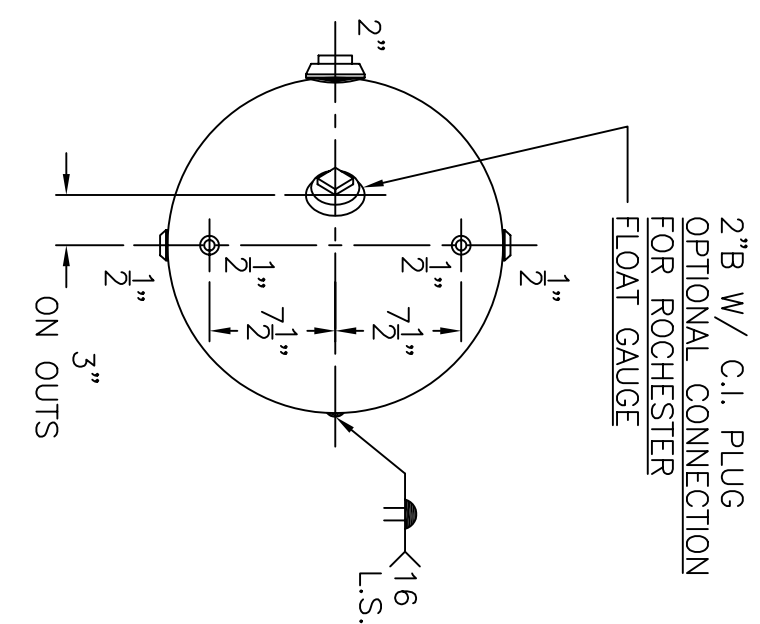 2"B W/ C.I. PLUG
OPTIONAL CONNECTION
FOR ROCHESTER
FLOAT GAUGE
1/2"
1/2"
7 1/2"
16
L.S.
2"
1/2"
7 1/2"
1/2"
3"
ON OUTS